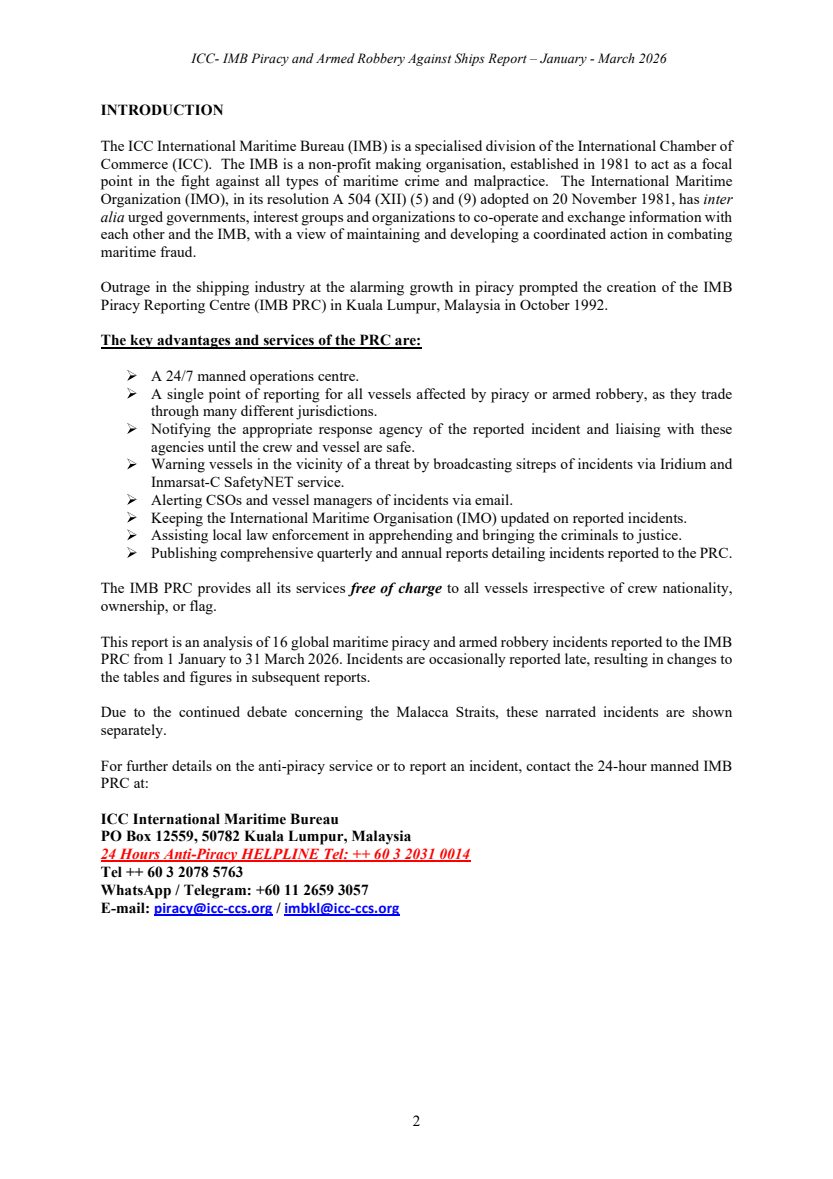 ICC- IMB Piracy and Armed Robbery Against Ships Report – January - March 2026
INTRODUCTION
The ICC International Maritime Bureau (IMB) is a specialised division of the International Chamber of
Commerce (ICC).  The IMB is a non-profit making organisation, established in 1981 to act as a focal
point in the fight against all types of maritime crime and malpractice.  The International Maritime
Organization (IMO), in its resolution A 504 (XII) (5) and (9) adopted on 20 November 1981, has inter
alia urged governments, interest groups and organizations to co-operate and exchange information with
each other and the IMB, with a view of maintaining and developing a coordinated action in combating
maritime fraud.
Outrage in the shipping industry at the alarming growth in piracy prompted the creation of the IMB
Piracy Reporting Centre (IMB PRC) in Kuala Lumpur, Malaysia in October 1992.
The key advantages and services of the PRC are:
➢ A 24/7 manned operations centre.
➢ A single point of reporting for all vessels affected by piracy or armed robbery, as they trade
through many different jurisdictions.
➢ Notifying the appropriate response agency of the reported incident and liaising with these
agencies until the crew and vessel are safe.
➢ Warning vessels in the vicinity of a threat by broadcasting sitreps of incidents via Iridium and
Inmarsat-C SafetyNET service.
➢ Alerting CSOs and vessel managers of incidents via email.
➢ Keeping the International Maritime Organisation (IMO) updated on reported incidents.
➢ Assisting local law enforcement in apprehending and bringing the criminals to justice.
➢ Publishing comprehensive quarterly and annual reports detailing incidents reported to the PRC.
The IMB PRC provides all its services free of charge to all vessels irrespective of crew nationality,
ownership, or flag.
This report is an analysis of 16 global maritime piracy and armed robbery incidents reported to the IMB
PRC from 1 January to 31 March 2026. Incidents are occasionally reported late, resulting in changes to
the tables and figures in subsequent reports.
Due to the continued debate concerning the Malacca Straits, these narrated incidents are shown
separately.
For further details on the anti-piracy service or to report an incident, contact the 24-hour manned IMB
PRC at:
ICC International Maritime Bureau
PO Box 12559, 50782 Kuala Lumpur, Malaysia
24 Hours Anti-Piracy HELPLINE Tel: ++ 60 3 2031 0014
Tel ++ 60 3 2078 5763
WhatsApp / Telegram: +60 11 2659 3057
E-mail: piracy@icc-ccs.org / imbkl@icc-ccs.org
2